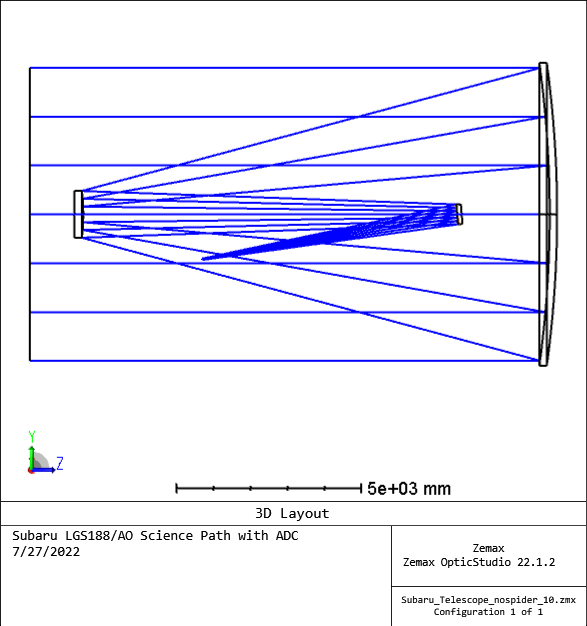 Y
Z
5e+03 mm
3D Layout
Subaru LGS188/AO Science Path with ADC
7/27/2022
Zemax
Zemax OpticStudio 22.1.2
Subaru_Telescope_nospider_10.zmx
Configuration 1 of 1